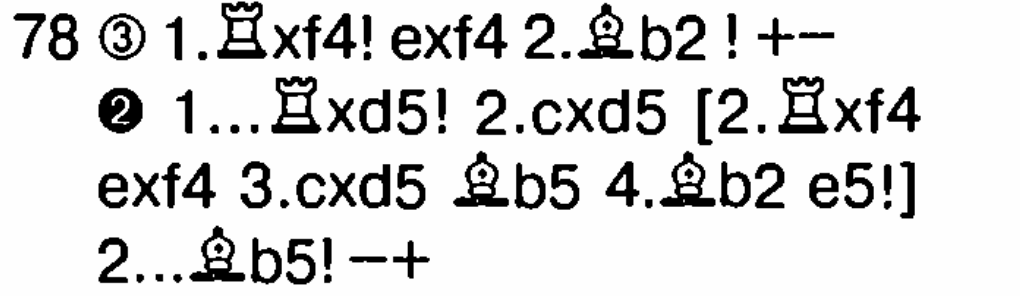 78 ③ 1.♖xf4! exf4 2.♗b2 ! +−
❷ 1...♖xd5! 2.cxd5 [2.♖xf4
exf4 3.cxd5 ♗b5 4.♗b2 e5!]
2...♗b5! −+